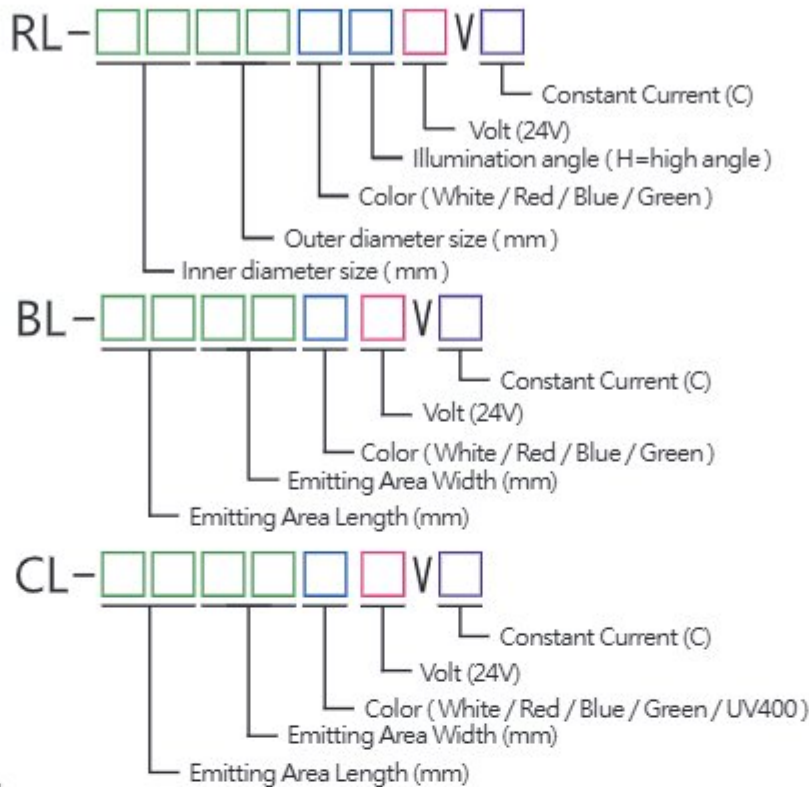 RL- V
Constant Current (C)
Volt (24V)
Illumination angle ( H=high angle )
Color ( White / Red / Blue / Green )
Outer diameter size ( mm )
Inner diameter size ( mm )
BL- V
Constant Current (C)
Volt (24V)
Color ( White / Red / Blue / Green )
Emitting Area Width (mm)
Emitting Area Length (mm)
CL- V
Constant Current (C)
Volt (24V)
Color ( White / Red / Blue / Green / UV400 )
Emitting Area Width (mm)
Emitting Area Length (mm)